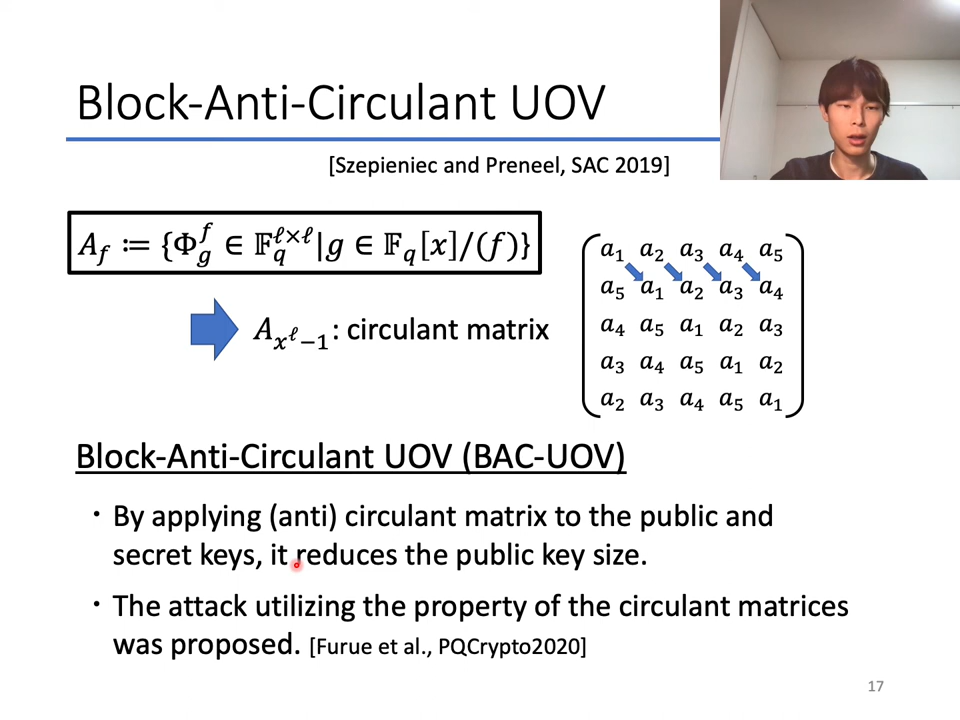 Block-Anti-Circulant UOV
[Szepieniec and Preneel, SAC 2019]
𝐴_𝑓 ≔ {Φ_𝑔^𝑓 ∈ 𝔽_𝑞^{ℓ×ℓ}|𝑔 ∈ 𝔽_𝑞[𝑥]/(𝑓)}
𝐴_{𝑥^ℓ−1}: circulant matrix
𝑎₁ 𝑎₂ 𝑎₃ 𝑎₄ 𝑎₅
𝑎₅ 𝑎₁ 𝑎₂ 𝑎₃ 𝑎₄
𝑎₄ 𝑎₅ 𝑎₁ 𝑎₂ 𝑎₃
𝑎₃ 𝑎₄ 𝑎₅ 𝑎₁ 𝑎₂
𝑎₂ 𝑎₃ 𝑎₄ 𝑎₅ 𝑎₁
Block-Anti-Circulant UOV (BAC-UOV)
・By applying (anti) circulant matrix to the public and
secret keys, it reduces the public key size.
・The attack utilizing the property of the circulant matrices
was proposed. [Furue et al., PQCrypto2020]
17